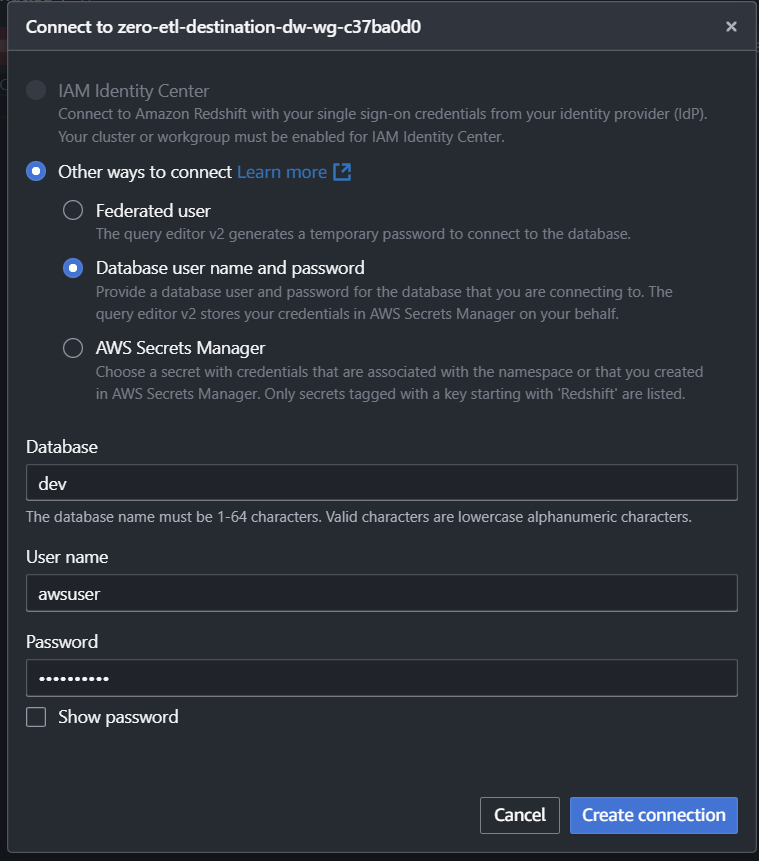 Connect to zero-etl-destination-dw-wg-c37ba0d0
IAM Identity Center
Connect to Amazon Redshift with your single sign-on credentials from your identity provider (IdP).
Your cluster or workgroup must be enabled for IAM Identity Center.
Other ways to connect Learn more
Federated user
The query editor v2 generates a temporary password to connect to the database.
Database user name and password
Provide a database user and password for the database that you are connecting to. The
query editor v2 stores your credentials in AWS Secrets Manager on your behalf.
AWS Secrets Manager
Choose a secret with credentials that are associated with the namespace or that you created
in AWS Secrets Manager. Only secrets tagged with a key starting with 'Redshift' are listed.
Database
dev
The database name must be 1-64 characters. Valid characters are lowercase alphanumeric characters.
User name
awsuser
Password
••••••••••
Show password
Cancel Create connection